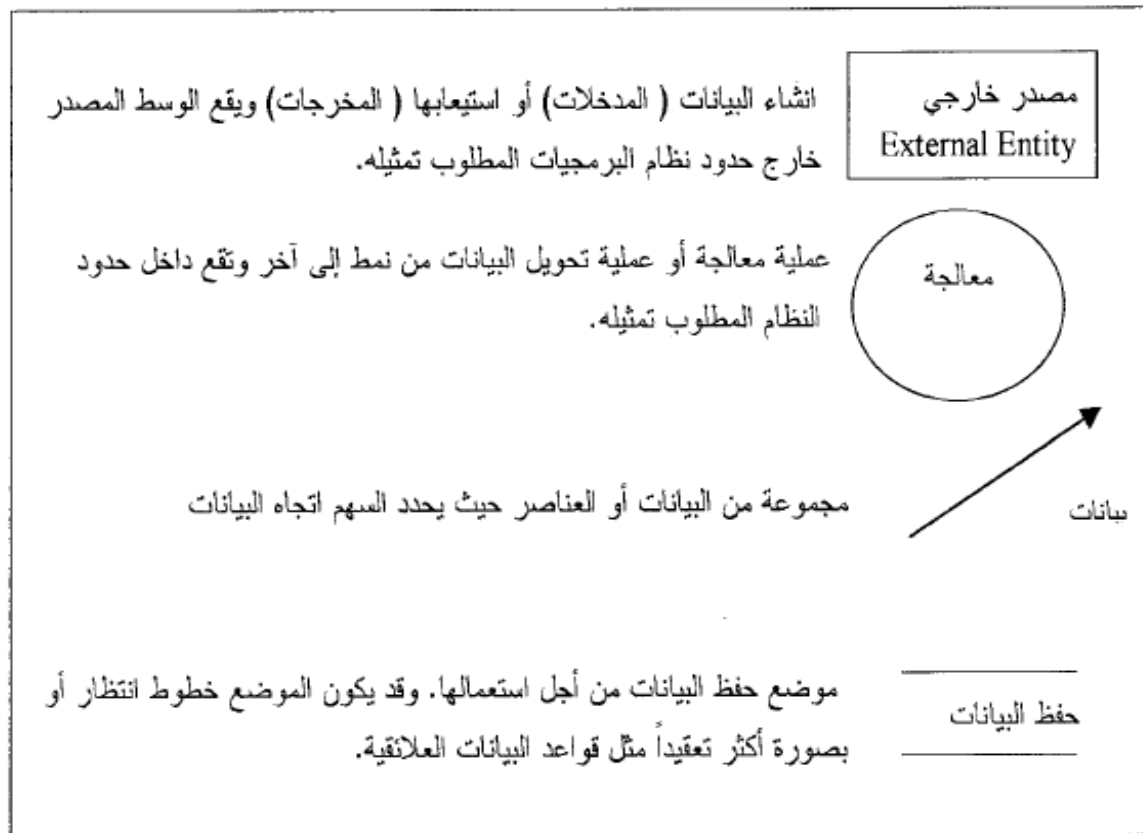 مصدر خارجي
External Entity
انشاء البيانات ( المدخلات) أو استيعابها ( المخرجات) ويقع الوسط المصدر
خارج حدود نظام البرمجيات المطلوب تمثيله.
معالجة
عملية معالجة أو عملية تحويل البيانات من نمط إلى آخر وتقع داخل حدود
النظام المطلوب تمثيله.
بيانات
مجموعة من البيانات أو العناصر حيث يحدد السهم اتجاه البيانات
حفظ البيانات
موضع حفظ البيانات من أجل استعمالها. وقد يكون الموضع خطوط انتظار أو
بصورة أكثر تعقيداً مثل قواعد البيانات العلائقية.